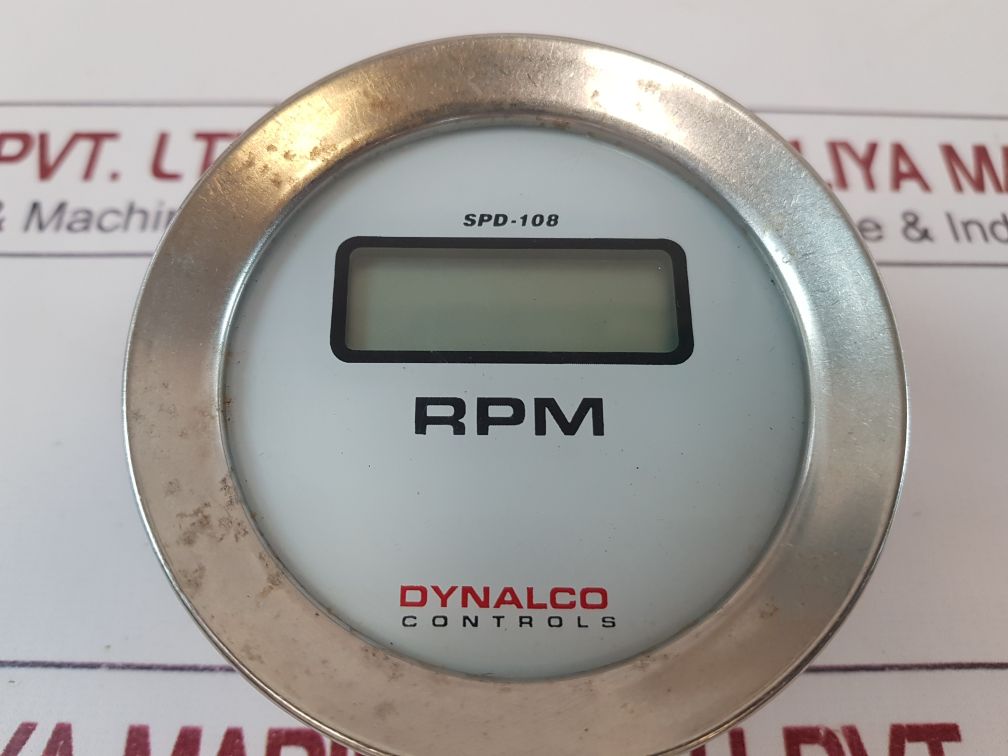 PVT. LT
LIYA MA
& Machin
e & Ind
SPD-108
RPM
DYNALCO
CONTROLS